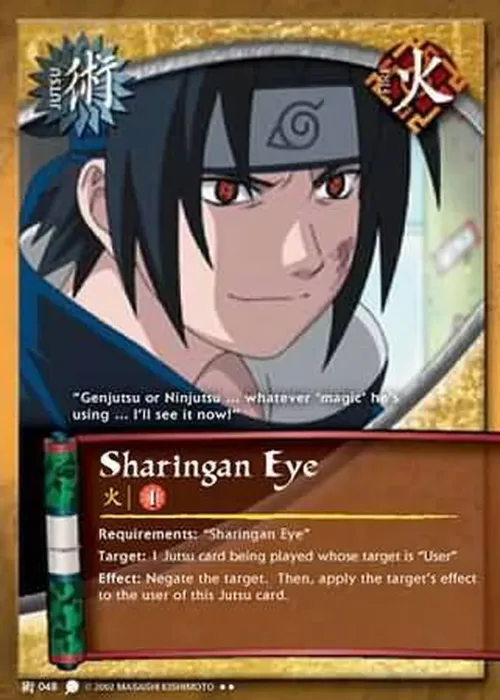 JUTSU
術
火
"Genjutsu or Ninjutsu ... whatever 'magic' he's
using ... I'll see it now!"
Sharingan Eye
火 1
Requirements: "Sharingan Eye"
Target: 1 Jutsu card being played whose target is "User"
Effect: Negate the target. Then, apply the target's effect
to the user of this Jutsu card.
術 048 © 2002 MASASHI KISHIMOTO